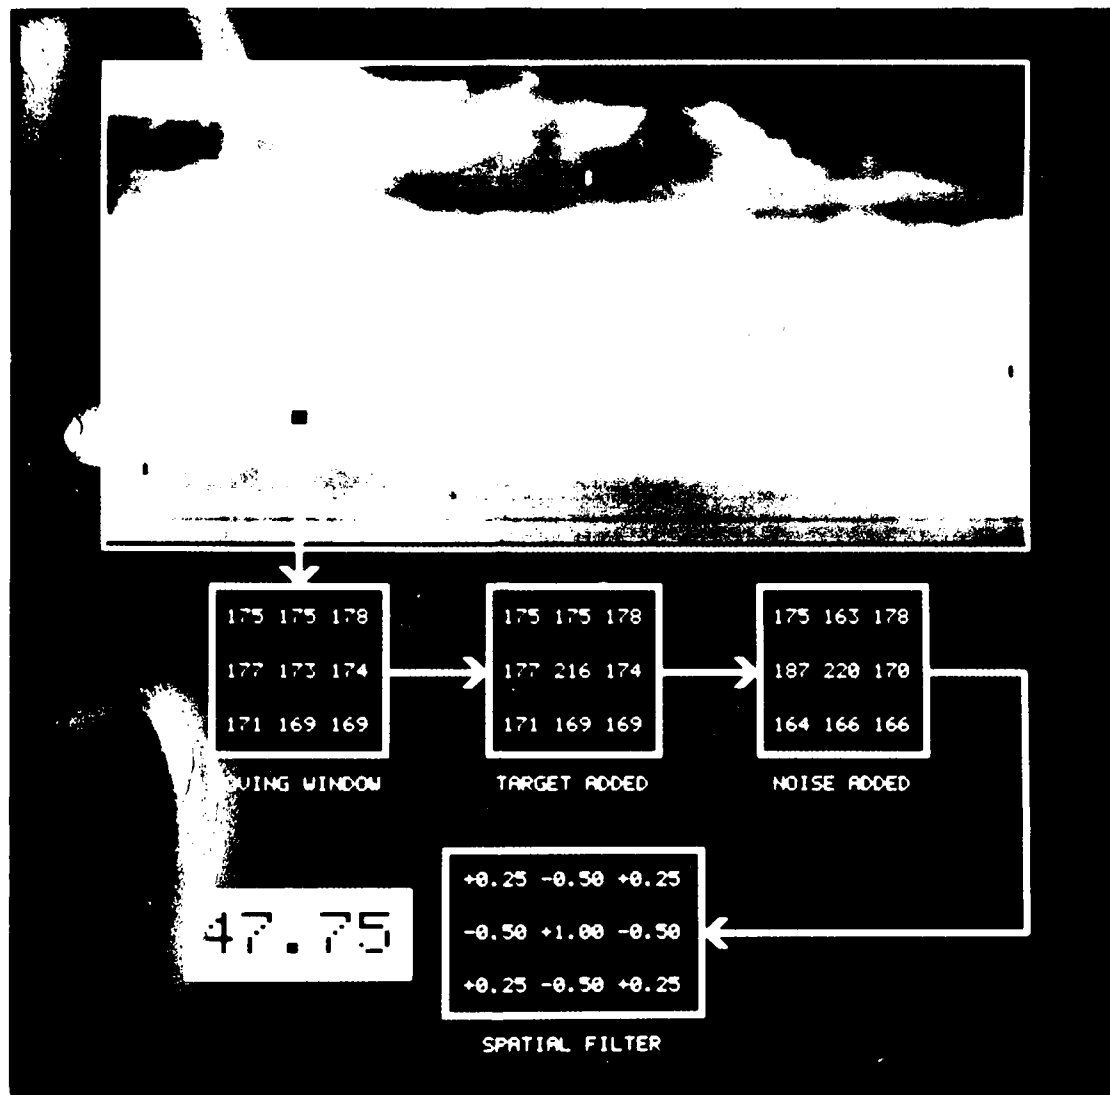 175 175 178
177 173 174
171 169 169
VING WINDOW
175 175 178
177 216 174
171 169 169
TARGET ADDED
175 163 178
187 220 170
164 166 166
NOISE ADDED
47.75
+0.25 -0.50 +0.25
-0.50 +1.00 -0.50
+0.25 -0.50 +0.25
SPATIAL FILTER